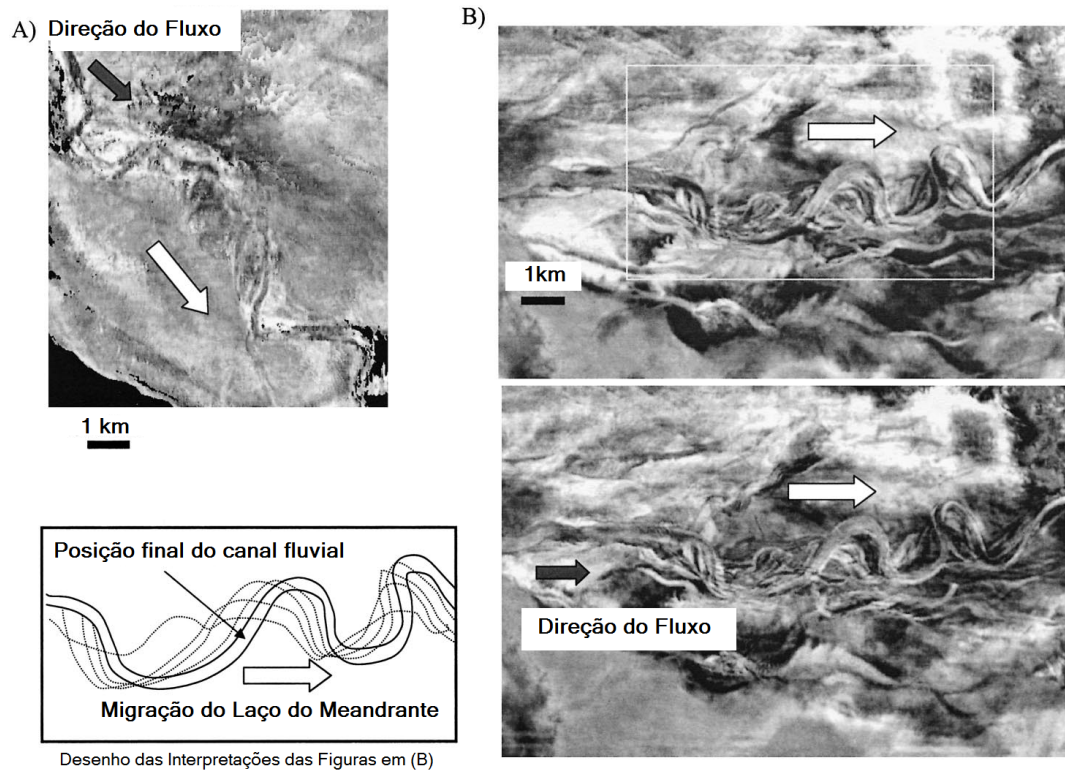 A)
Direção do Fluxo
1 km
Posição final do canal fluvial
Migração do Laço do Meandrante
Desenho das Interpretações das Figuras em (B)
B)
1km
Direção do Fluxo